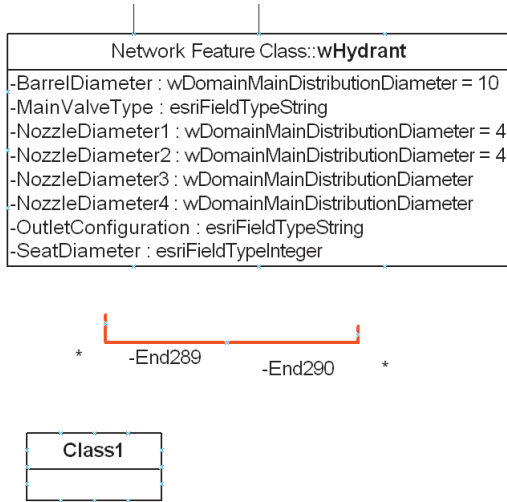 Network Feature Class::wHydrant
-BarrelDiameter : wDomainMainDistributionDiameter = 10
-MainValveType : esriFieldTypeString
-NozzleDiameter1 : wDomainMainDistributionDiameter = 4
-NozzleDiameter2 : wDomainMainDistributionDiameter = 4
-NozzleDiameter3 : wDomainMainDistributionDiameter
-NozzleDiameter4 : wDomainMainDistributionDiameter
-OutletConfiguration : esriFieldTypeString
-SeatDiameter : esriFieldTypeInteger
* -End289
-End290 *
Class1